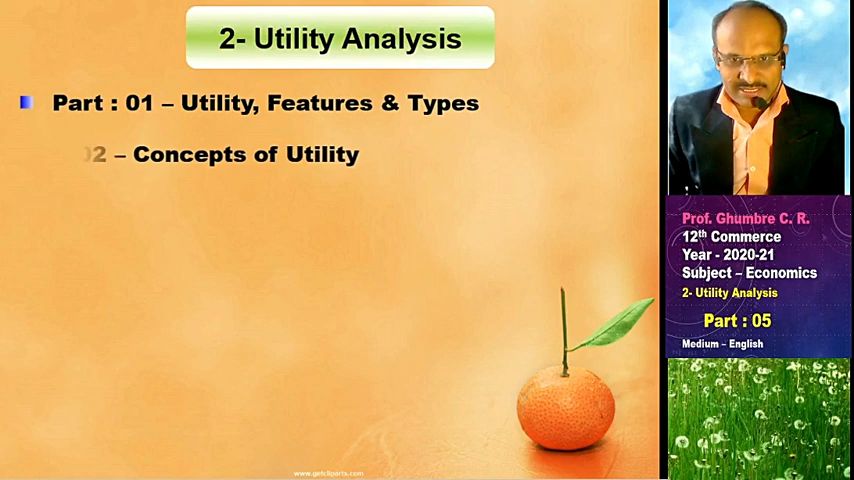 2- Utility Analysis
Part : 01 – Utility, Features & Types
02 – Concepts of Utility
www.getcliparts.com
Prof. Ghumbre C. R.
12th Commerce
Year - 2020-21
Subject – Economics
2- Utility Analysis
Part : 05
Medium – English